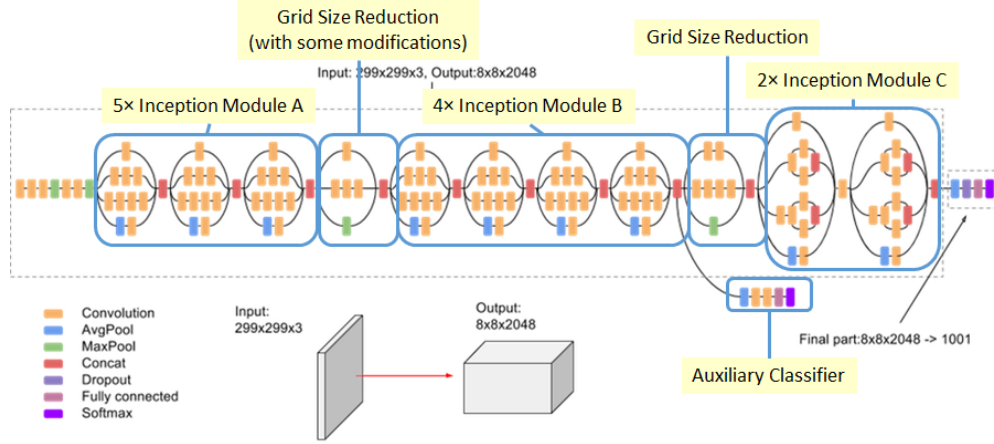 Grid Size Reduction
(with some modifications)
Grid Size Reduction
Input: 299x299x3, Output:8x8x2048
5× Inception Module A
4× Inception Module B
2× Inception Module C
Convolution
AvgPool
MaxPool
Concat
Dropout
Fully connected
Softmax
Input:
299x299x3
Output:
8x8x2048
Final part:8x8x2048 -> 1001
Auxiliary Classifier